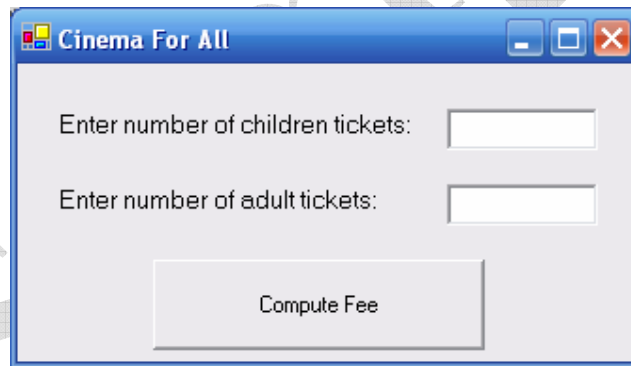 Cinema For All
Enter number of children tickets:
Enter number of adult tickets:
Compute Fee